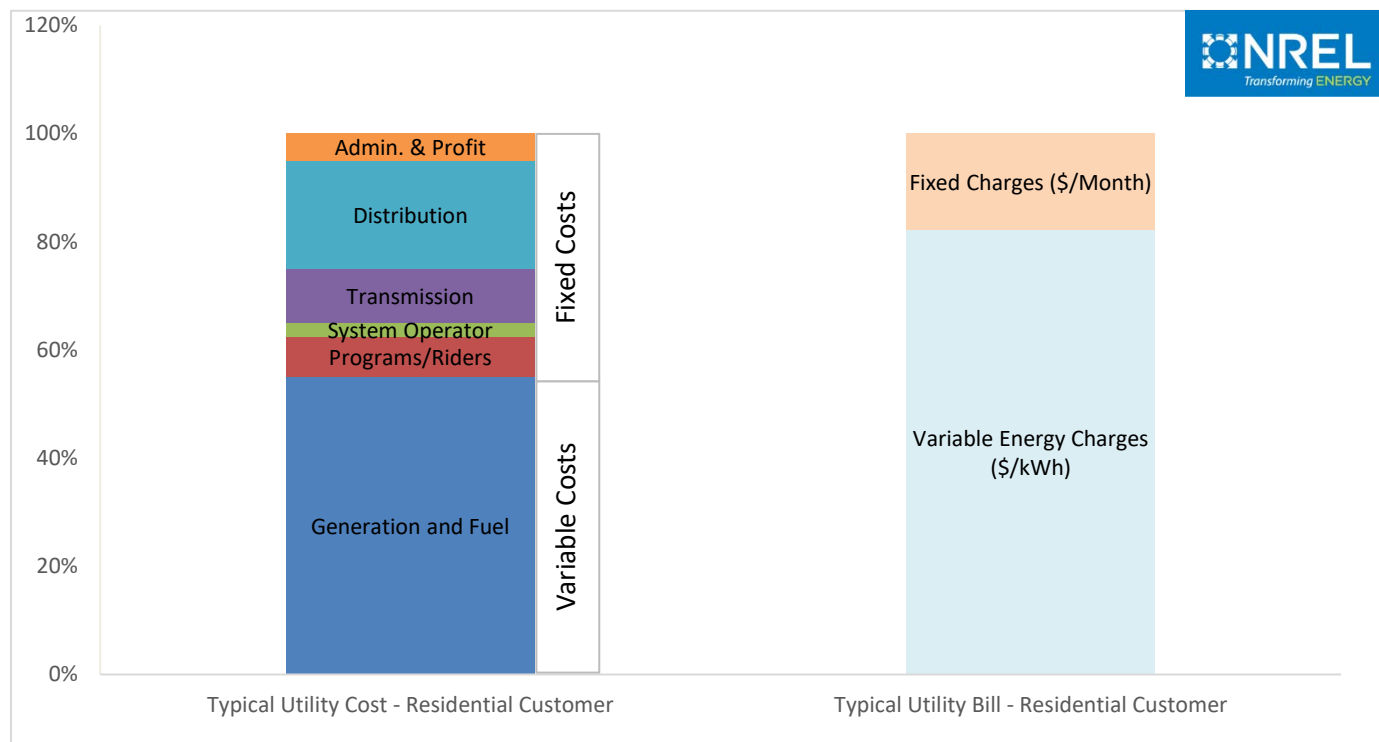 120%
NREL
Transforming ENERGY
100%
80%
60%
40%
20%
0%
Admin. & Profit
Distribution
Transmission
System Operator
Programs/Riders
Generation and Fuel
Fixed Costs
Variable Costs
Fixed Charges ($/Month)
Variable Energy Charges
($/kWh)
Typical Utility Cost - Residential Customer
Typical Utility Bill - Residential Customer